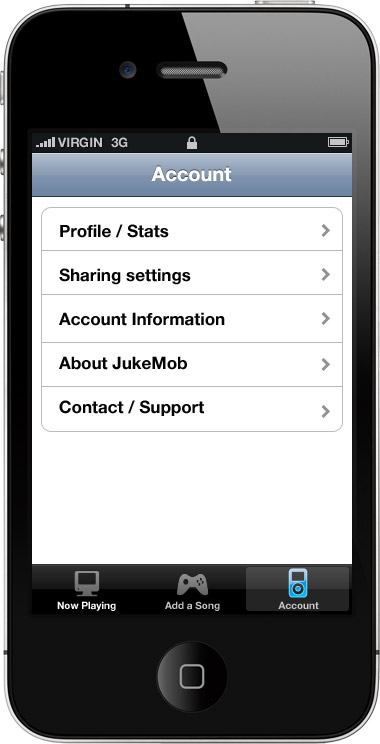 VIRGIN 3G
Account
Profile / Stats
Sharing settings
Account Information
About JukeMob
Contact / Support
Now Playing
Add a Song
Account